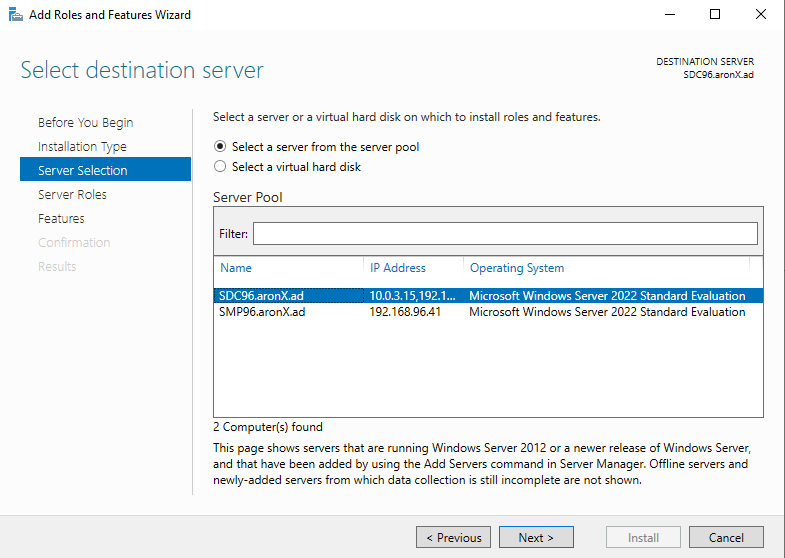 Add Roles and Features Wizard
Select destination server
DESTINATION SERVER
SDC96.aronX.ad
Before You Begin
Installation Type
Server Selection
Server Roles
Features
Confirmation
Results
Select a server or a virtual hard disk on which to install roles and features.
Select a server from the server pool
Select a virtual hard disk
Server Pool
Filter:
Name IP Address Operating System
SDC96.aronX.ad 10.0.3.15,192.1... Microsoft Windows Server 2022 Standard Evaluation
SMP96.aronX.ad 192.168.96.41 Microsoft Windows Server 2022 Standard Evaluation
2 Computer(s) found
This page shows servers that are running Windows Server 2012 or a newer release of Windows Server,
and that have been added by using the Add Servers command in Server Manager. Offline servers and
newly-added servers from which data collection is still incomplete are not shown.
< Previous Next > Install Cancel